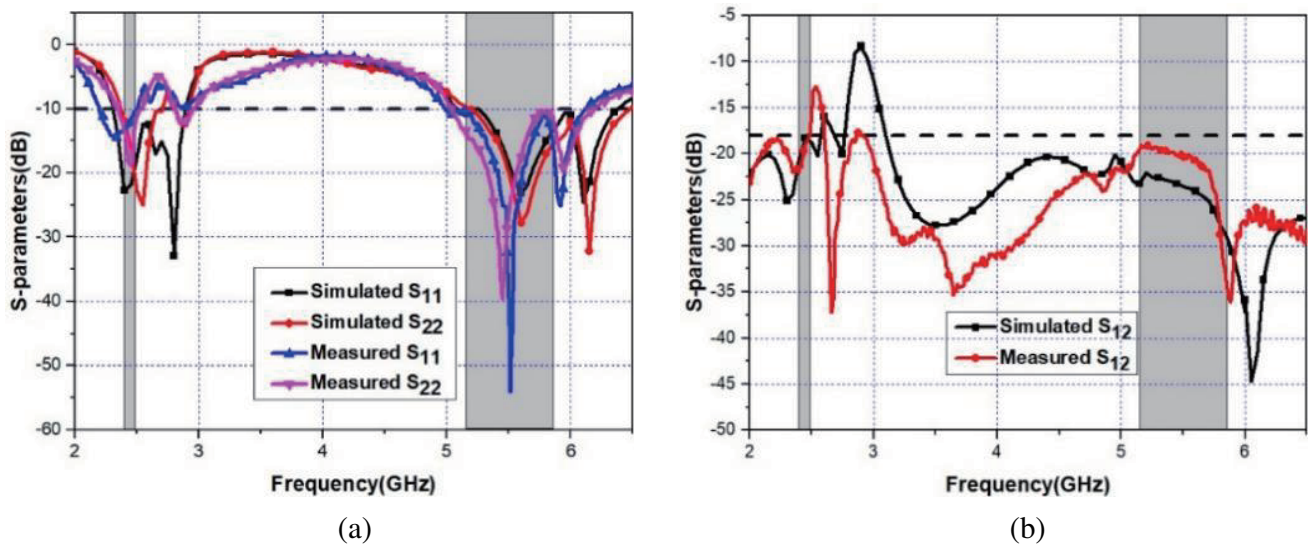 0
-10
-20
-30
-40
-50
-60
S-parameters(dB)
2 3 4 5 6
Frequency(GHz)
Simulated S11
Simulated S22
Measured S11
Measured S22
(a)
-5
-10
-15
-20
-25
-30
-35
-40
-45
-50
S-parameters(dB)
2 3 4 5 6
Frequency(GHz)
Simulated S12
Measured S12
(b)